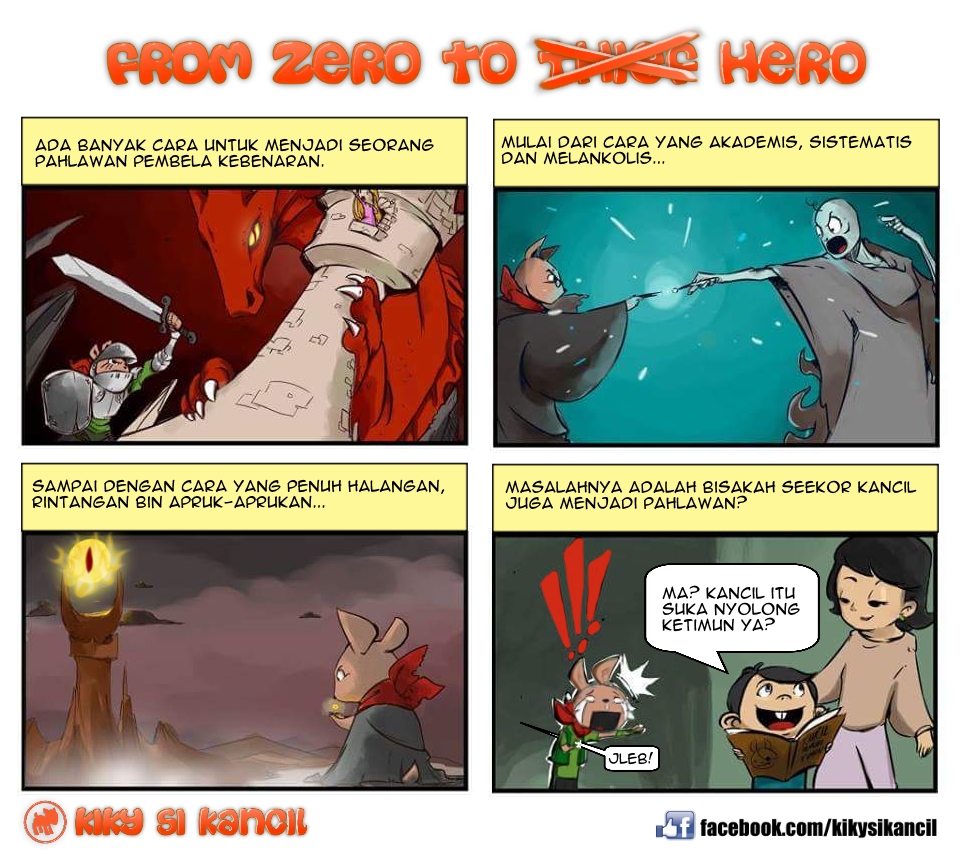 FROM ZERO TO THIEF HERO
ADA BANYAK CARA UNTUK MENJADI SEORANG
PAHLAWAN PEMBELA KEBENARAN.
MULAI DARI CARA YANG AKADEMIS, SISTEMATIS
DAN MELANKOLIS...
SAMPAI DENGAN CARA YANG PENUH HALANGAN,
RINTANGAN BIN APRUK-APRUKAN...
MASALAHNYA ADALAH BISAKAH SEEKOR KANCIL
JUGA MENJADI PAHLAWAN?
!!!
MA? KANCIL ITU
SUKA NYOLONG
KETIMUN YA?
JLEB!
KIKY SI KANCIL
facebook.com/kikysikancil